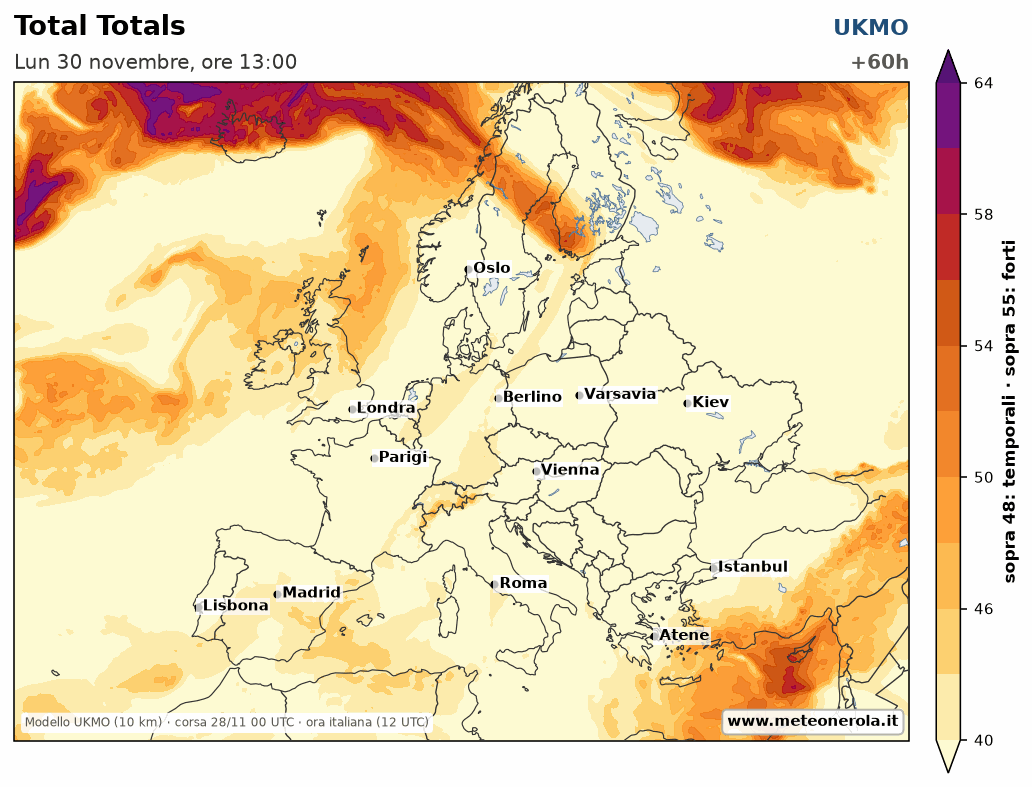 Total Totals
UKMO
Lun 30 novembre, ore 13:00
+60h
64
58
54
50
46
40
sopra 48: temporali · sopra 55: forti
Oslo
Berlino
Varsavia
Kiev
Londra
Parigi
Vienna
Istanbul
Roma
Madrid
Lisbona
Atene
Modello UKMO (10 km) · corsa 28/11 00 UTC · ora italiana (12 UTC)
www.meteonerola.it